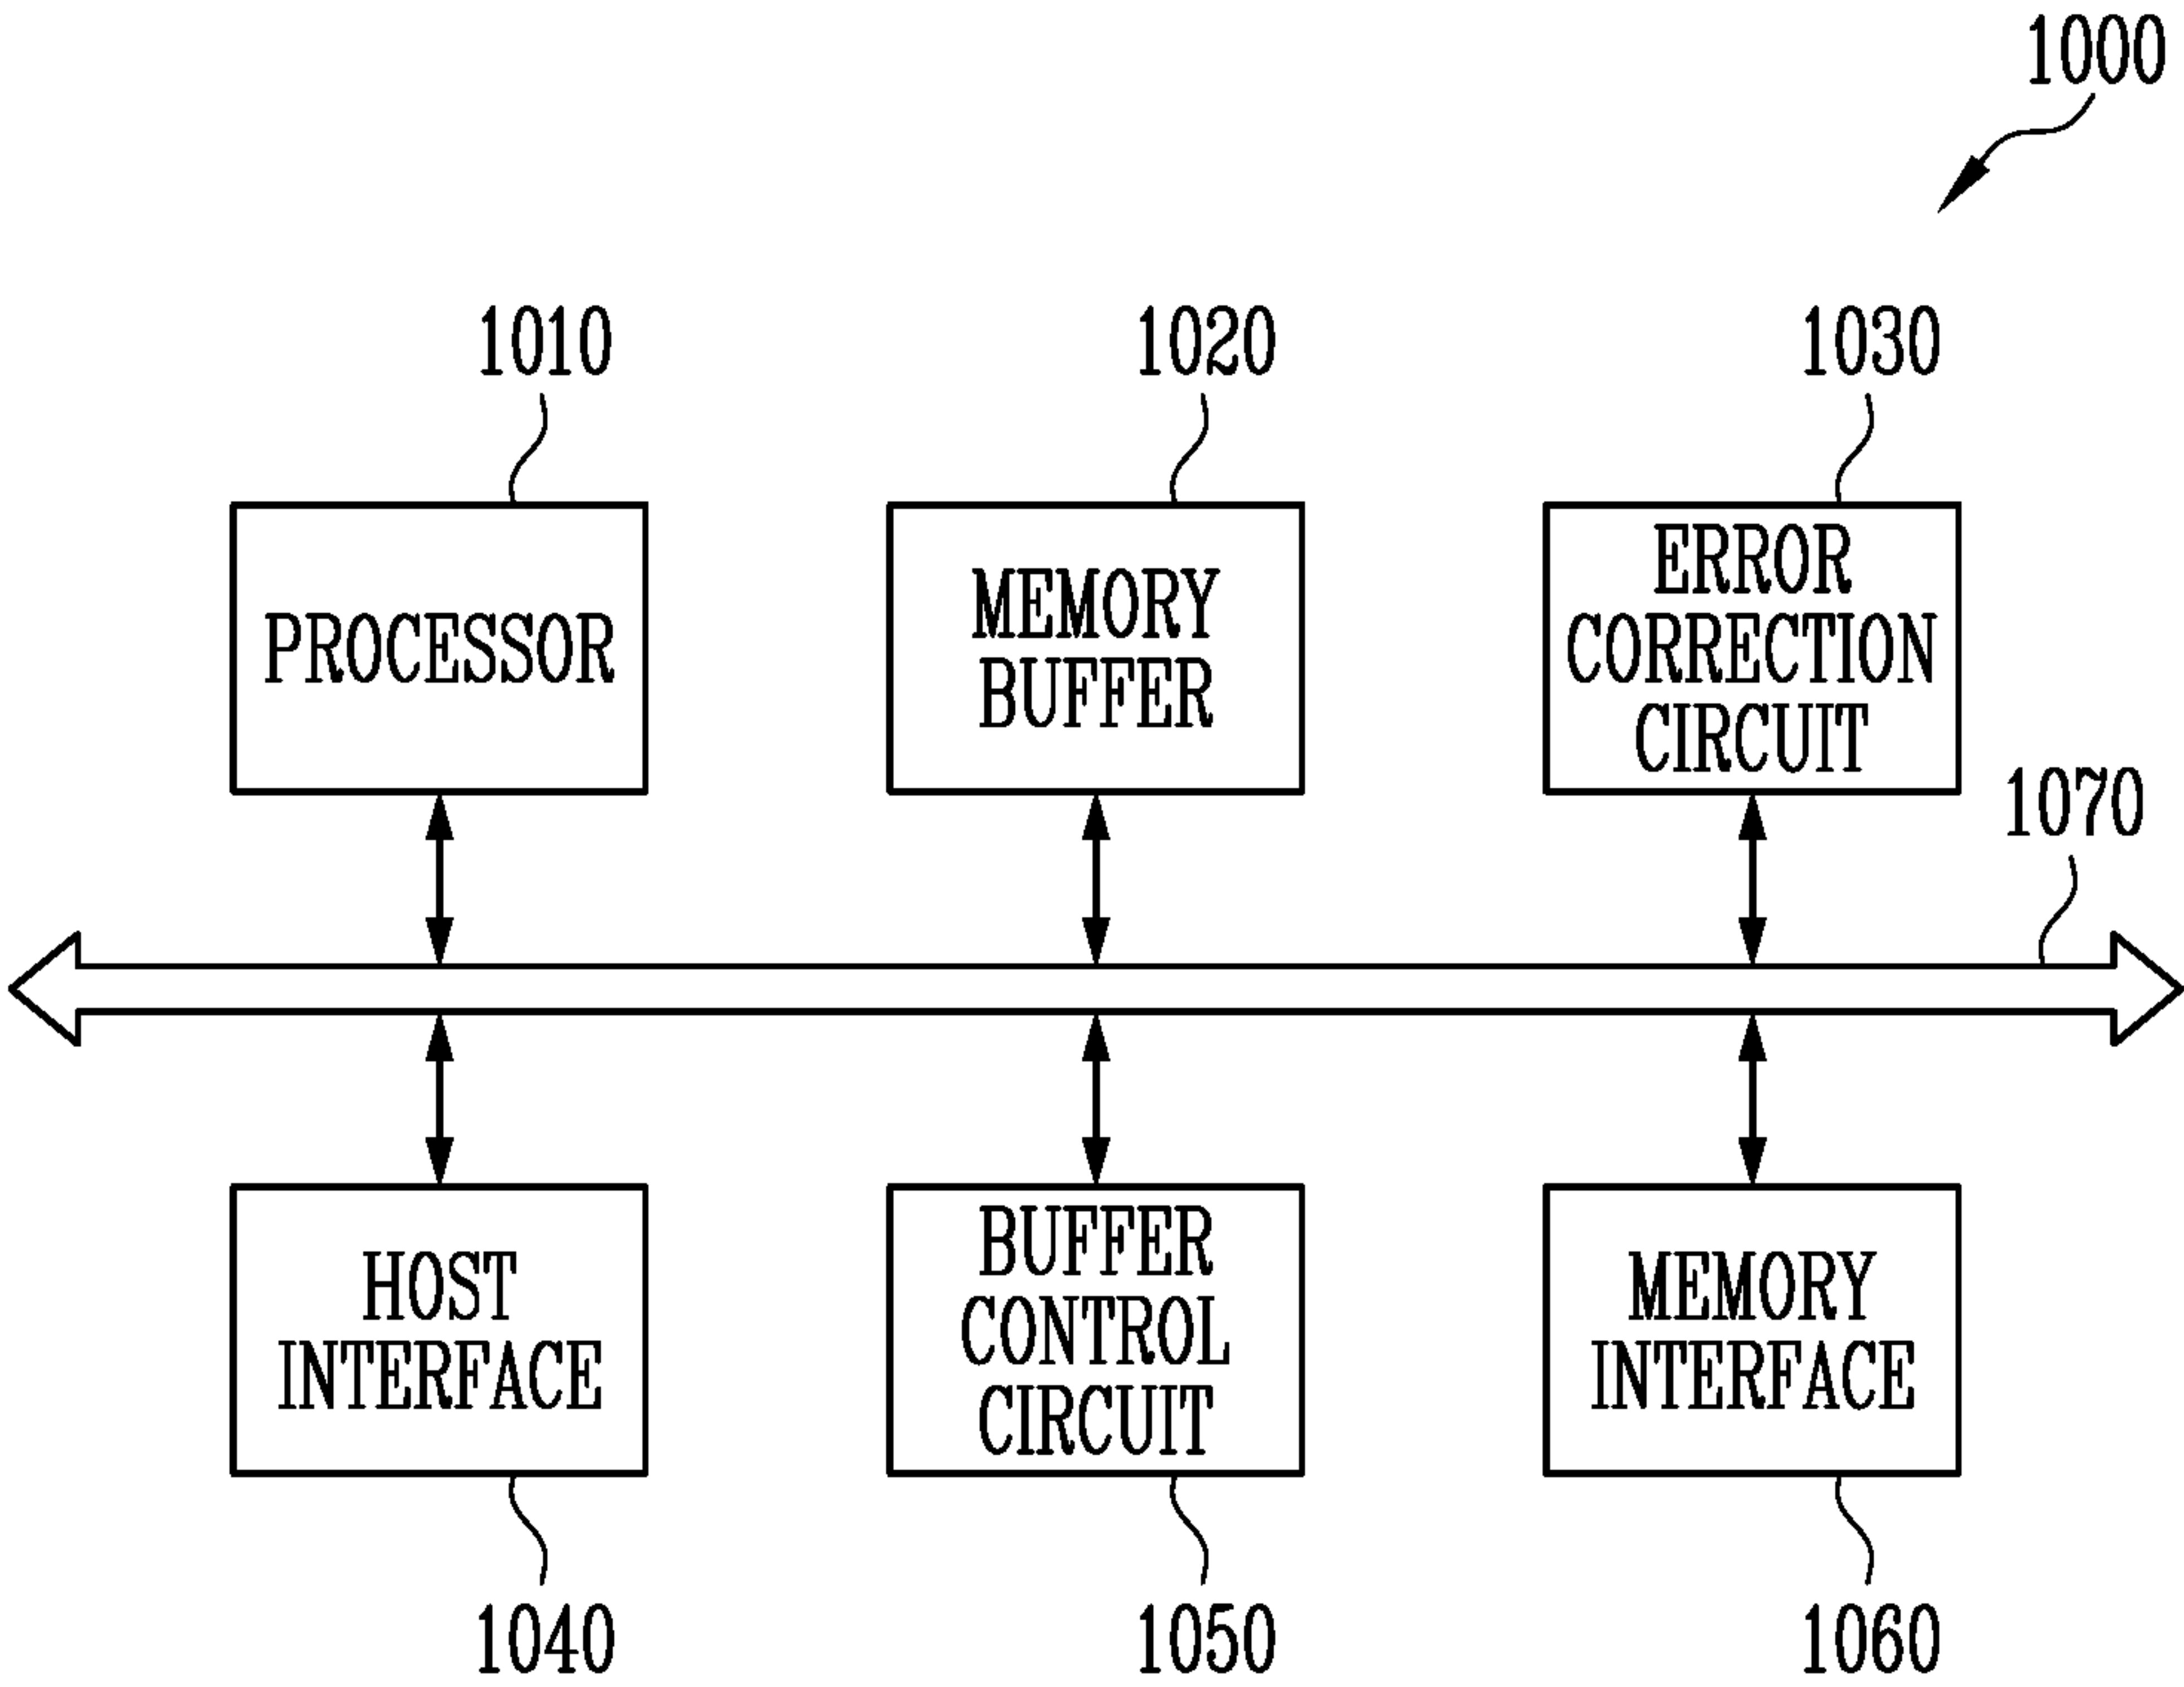 1000
1010
1020
1030
PROCESSOR
MEMORY
BUFFER
ERROR
CORRECTION
CIRCUIT
1070
HOST
INTERFACE
BUFFER
CONTROL
CIRCUIT
MEMORY
INTERFACE
1040
1050
1060